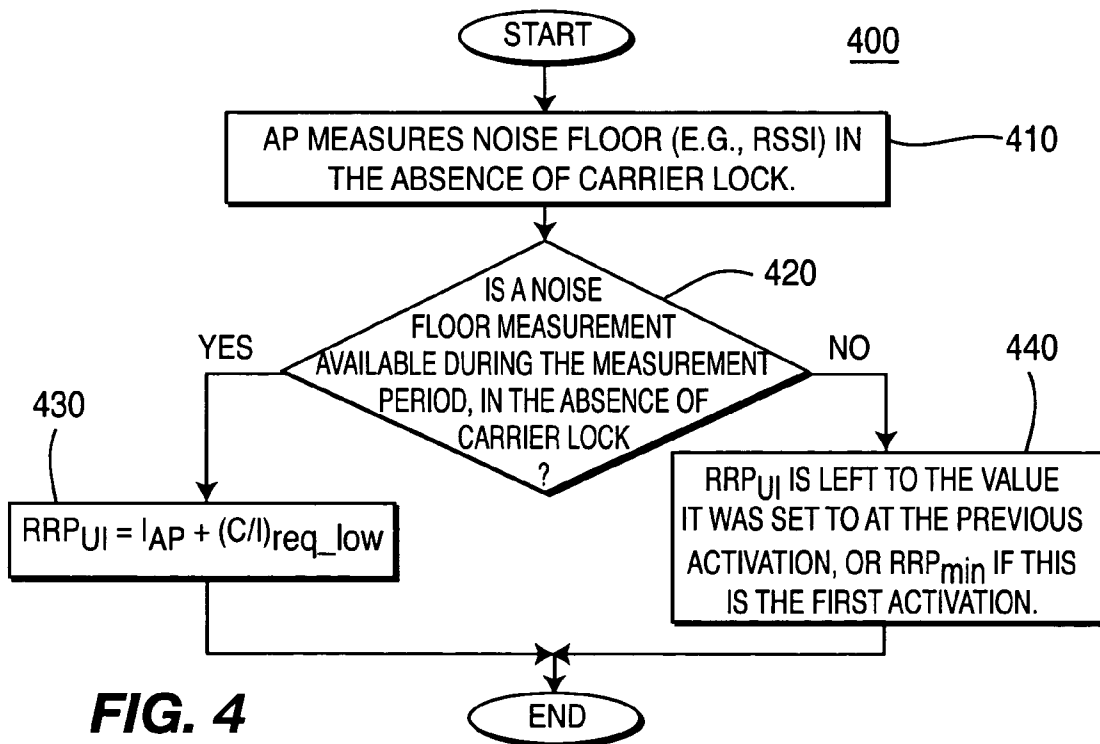 START
400
AP MEASURES NOISE FLOOR (E.G., RSSI) IN
THE ABSENCE OF CARRIER LOCK.
410
IS A NOISE
FLOOR MEASUREMENT
AVAILABLE DURING THE MEASUREMENT
PERIOD, IN THE ABSENCE OF
CARRIER LOCK
?
420
YES
NO
430
RRPUI = IAP + (C/I)req_low
440
RRPUI IS LEFT TO THE VALUE
IT WAS SET TO AT THE PREVIOUS
ACTIVATION, OR RRPmin IF THIS
IS THE FIRST ACTIVATION.
FIG. 4
END